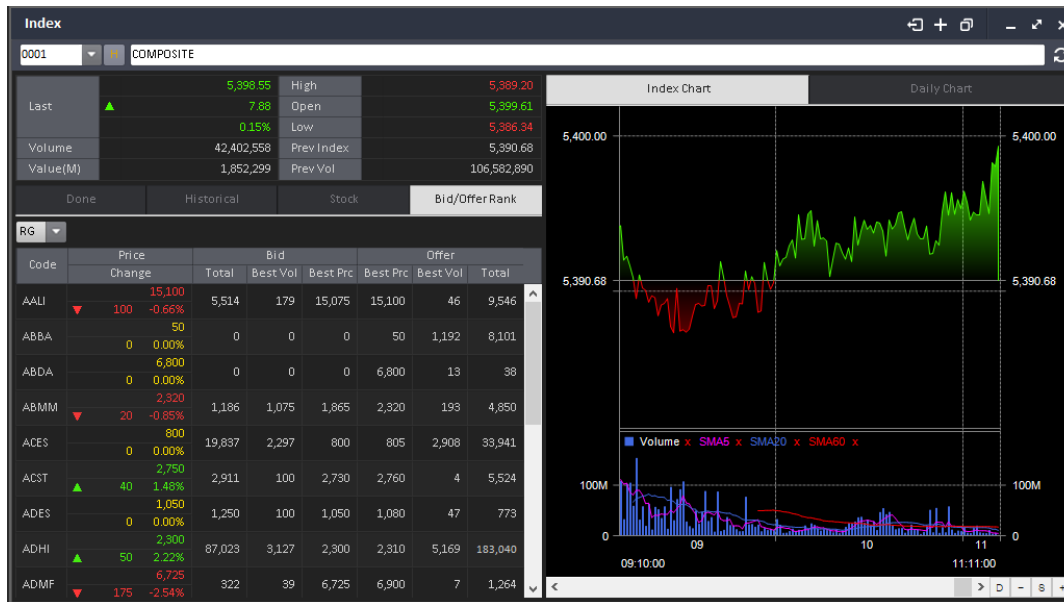 Index
0001 H COMPOSITE
Last 5,398.55 High 5,389.20
▲ 7.88 Open 5,399.61
0.15% Low 5,386.34
Volume 42,402,558 Prev Index 5,390.68
Value(M) 1,852,299 Prev Vol 106,582,890
Done Historical Stock Bid/Offer Rank
RG
Code Price Bid Offer
Change Total Best Vol Best Prc Best Prc Best Vol Total
AALI 15,100 5,514 179 15,075 15,100 46 9,546
▼ 100 -0.66%
ABBA 50 0 0 0 50 1,192 8,101
0 0.00%
ABDA 6,800 0 0 0 6,800 13 38
0 0.00%
ABMM 2,320 1,186 1,075 1,865 2,320 193 4,850
▼ 20 -0.85%
ACES 800 19,837 2,297 800 805 2,908 33,941
0 0.00%
ACST 2,750 2,911 100 2,730 2,760 4 5,524
▲ 40 1.48%
ADES 1,050 1,250 100 1,050 1,080 47 773
0 0.00%
ADHI 2,300 87,023 3,127 2,300 2,310 5,169 183,040
▲ 50 2.22%
ADMF 6,725 322 39 6,725 6,900 7 1,264
▼ 175 -2.54%
Index Chart Daily Chart
5,400.00 5,400.00
5,390.68 5,390.68
Volume x SMA5 x SMA20 x SMA60 x
100M 100M
0 0
09 10 11
09:10:00 11:11:00
D - S +